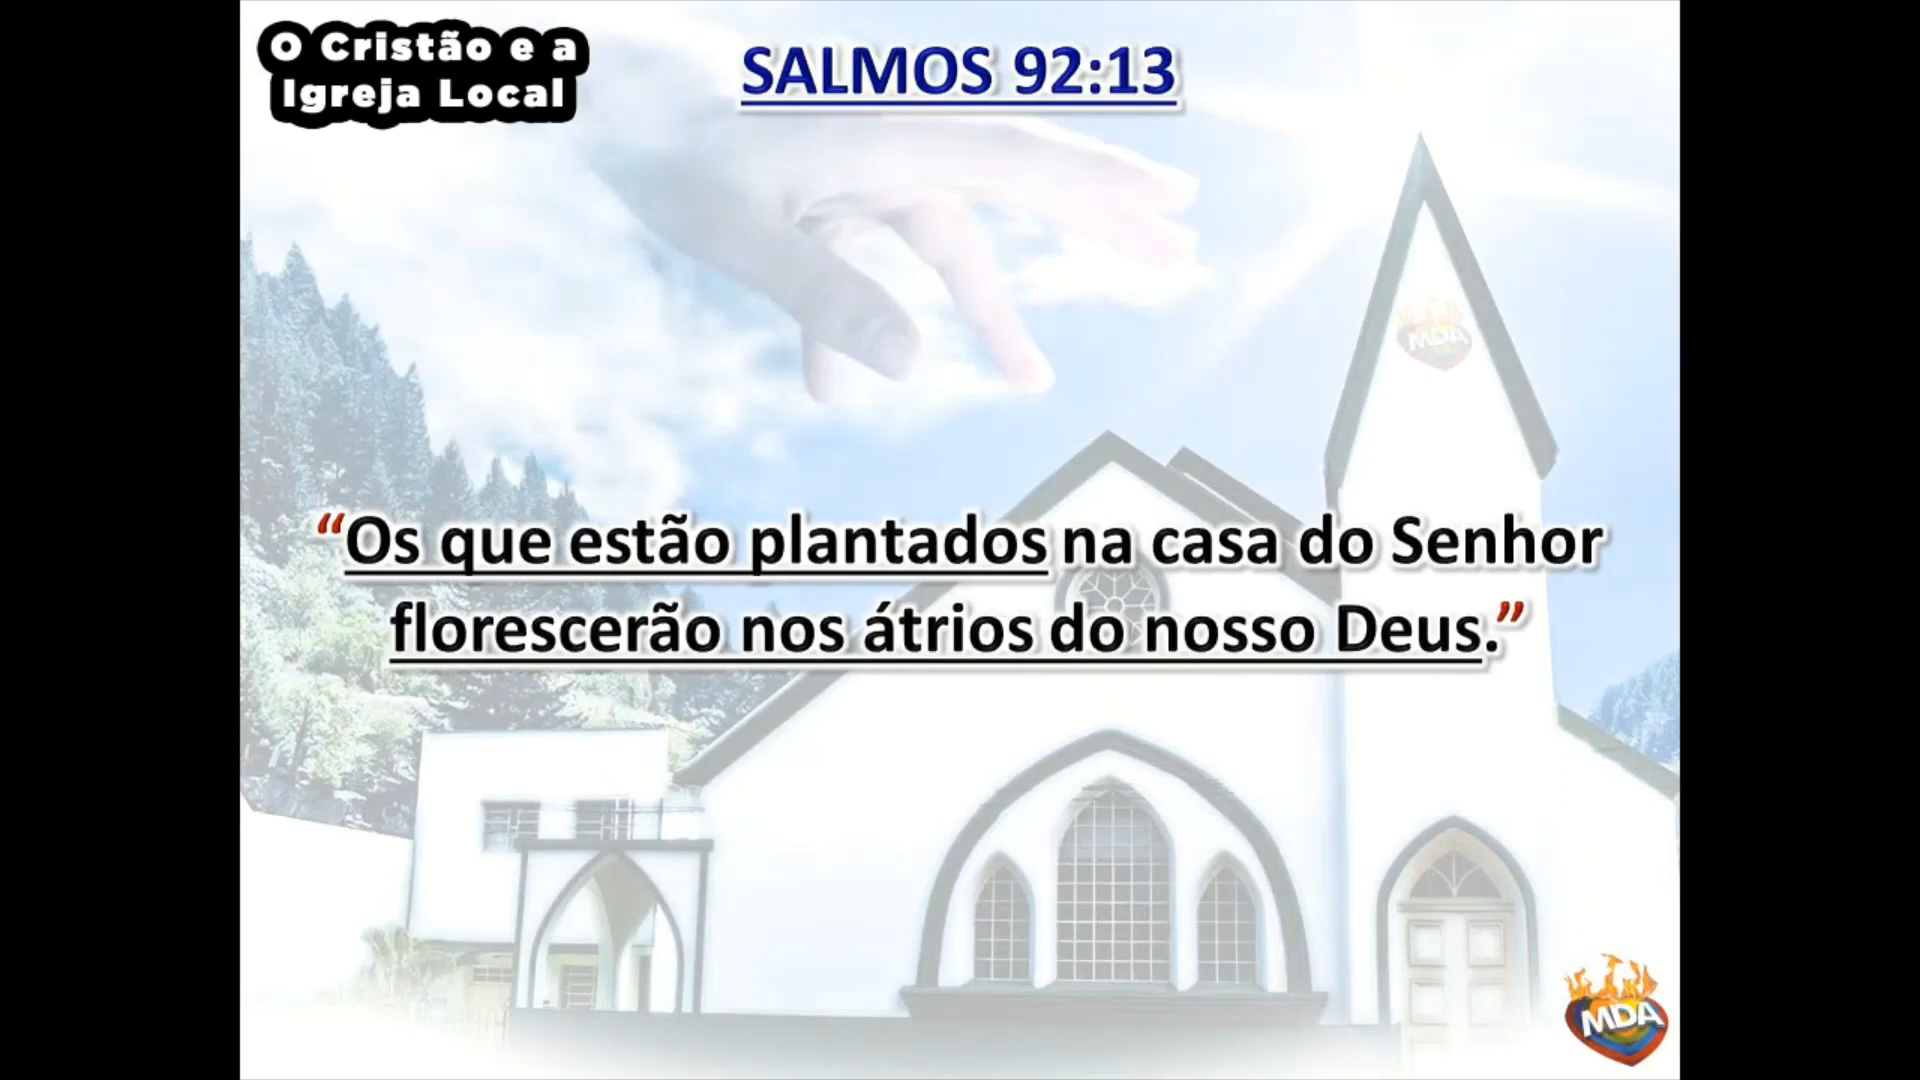 O Cristão e a
Igreja Local
SALMOS 92:13
MDA
“Os que estão plantados na casa do Senhor
florescerão nos átrios do nosso Deus.”
MDA